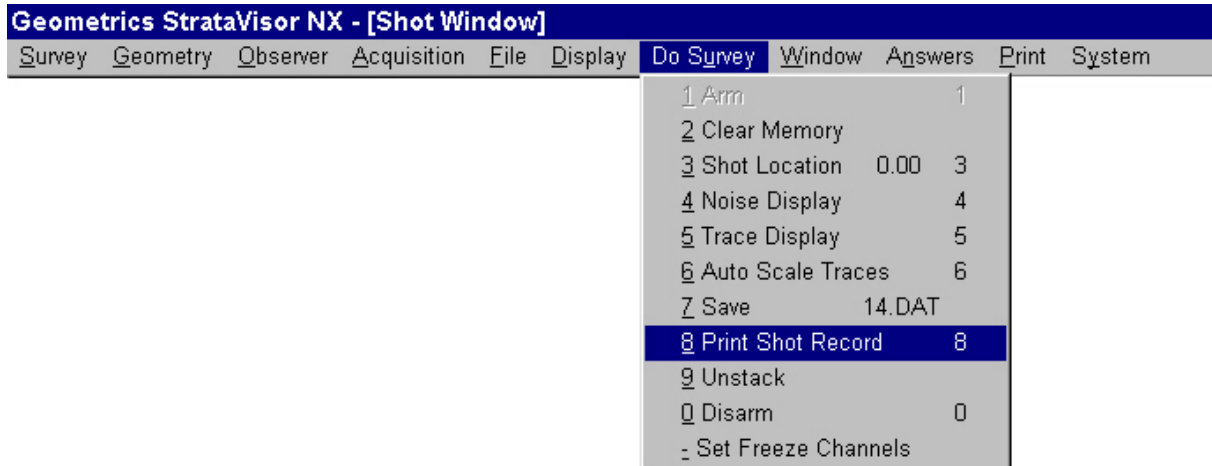 Geometrics StrataVisor NX - [Shot Window]
Survey Geometry Observer Acquisition File Display Do Survey Window Answers Print System
1 Arm 1
2 Clear Memory
3 Shot Location 0.00 3
4 Noise Display 4
5 Trace Display 5
6 Auto Scale Traces 6
7 Save 14.DAT
8 Print Shot Record 8
9 Unstack
0 Disarm 0
- Set Freeze Channels